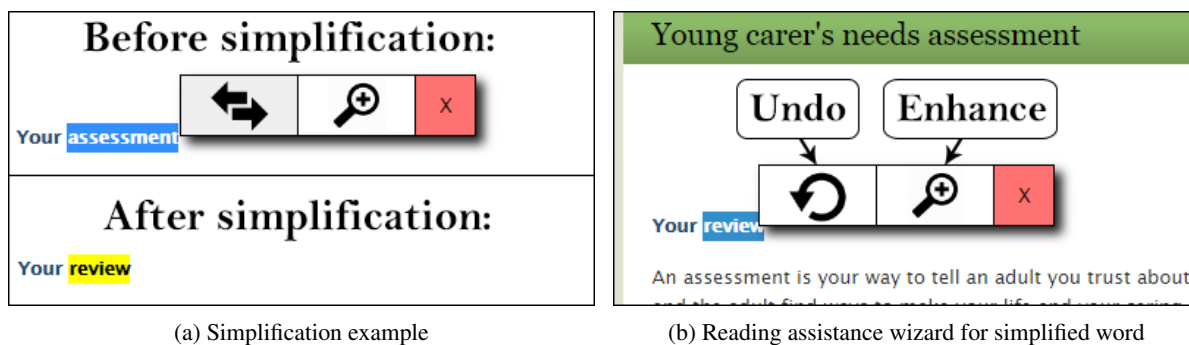 Before simplification:
X
Your assessment
After simplification:
Your review
(a) Simplification example
Young carer's needs assessment
Undo
Enhance
X
Your review
An assessment is your way to tell an adult you trust about
(b) Reading assistance wizard for simplified word